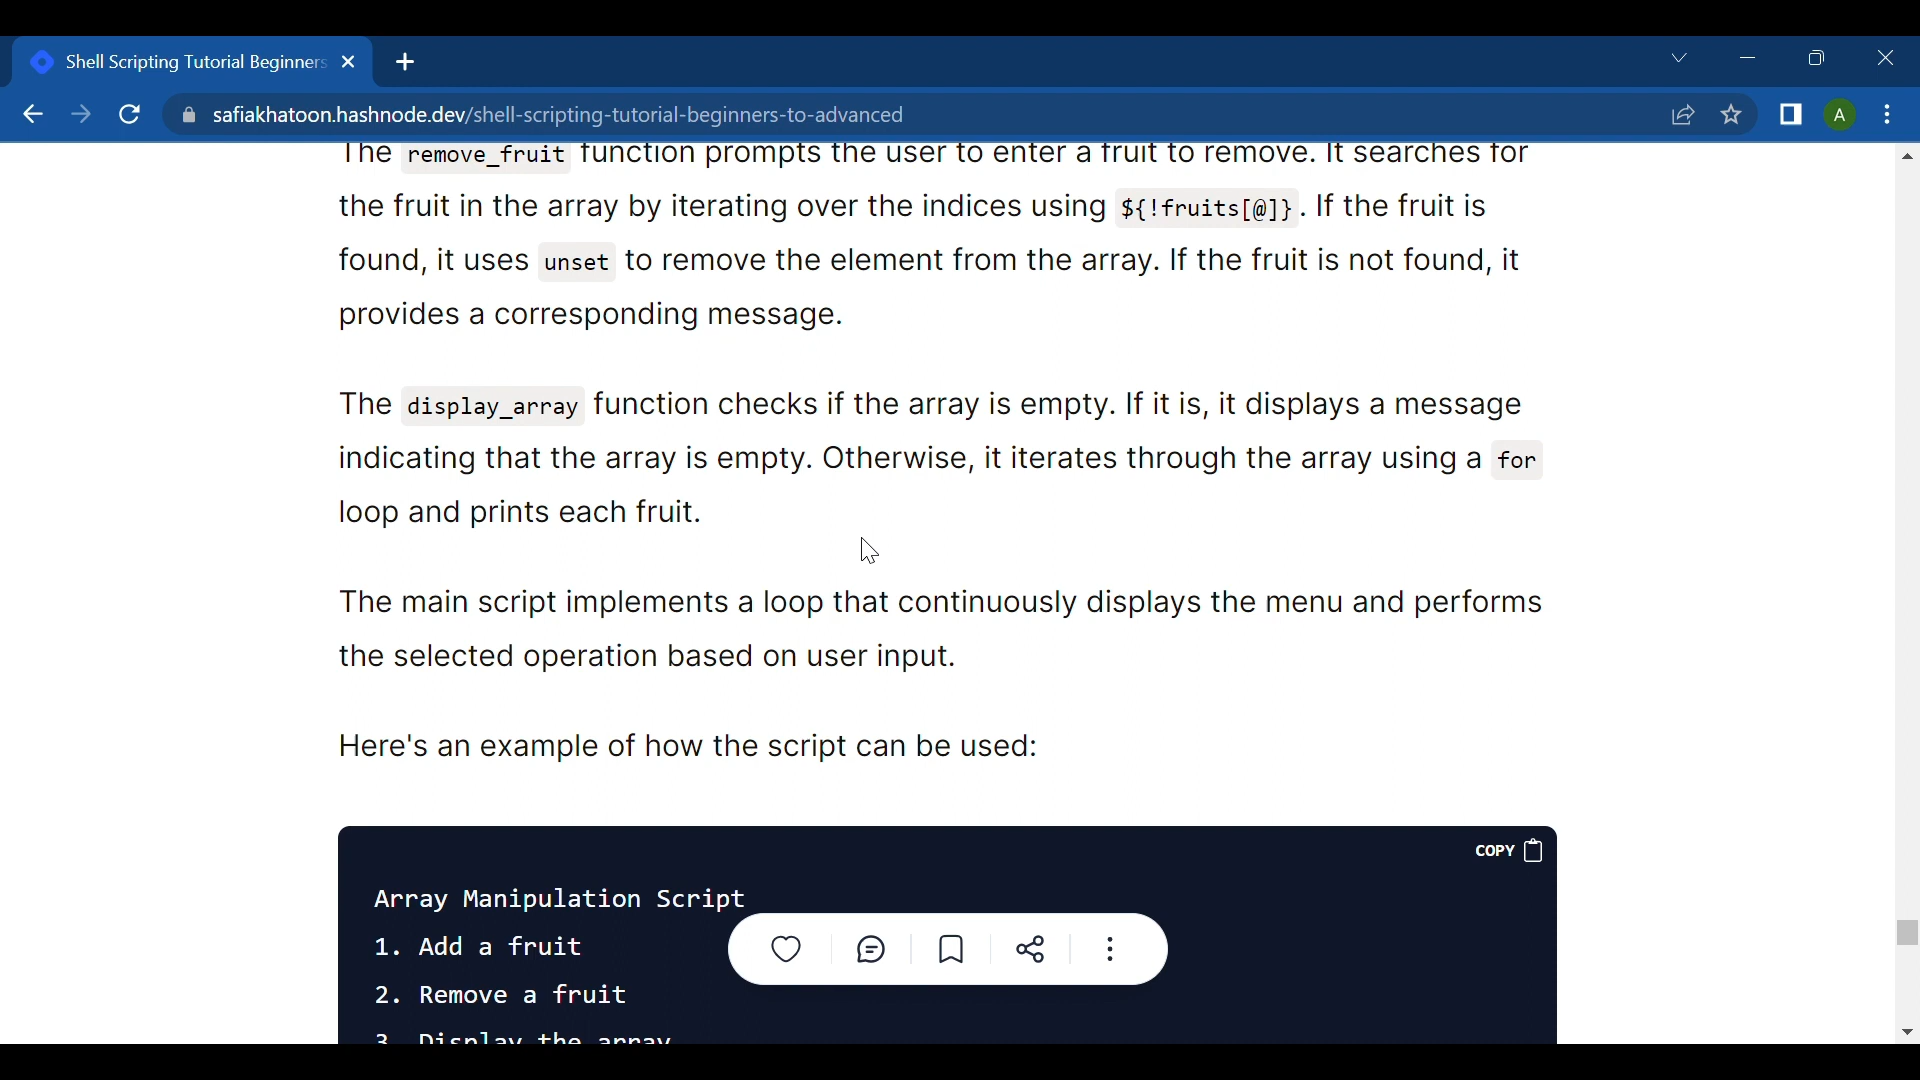 Shell Scripting Tutorial Beginners
safiakhatoon.hashnode.dev/shell-scripting-tutorial-beginners-to-advanced
A
The remove_fruit function prompts the user to enter a fruit to remove. It searches for
the fruit in the array by iterating over the indices using ${!fruits[@]}. If the fruit is
found, it uses unset to remove the element from the array. If the fruit is not found, it
provides a corresponding message.
The display_array function checks if the array is empty. If it is, it displays a message
indicating that the array is empty. Otherwise, it iterates through the array using a for
loop and prints each fruit.
The main script implements a loop that continuously displays the menu and performs
the selected operation based on user input.
Here's an example of how the script can be used:
COPY
Array Manipulation Script
1. Add a fruit
2. Remove a fruit
3. Display the array